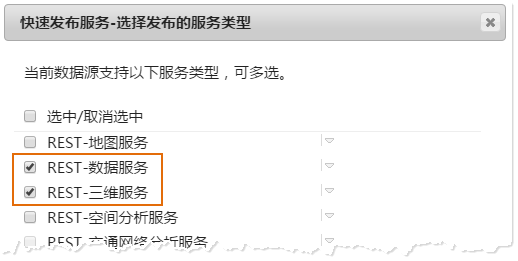 快速发布服务-选择发布的服务类型
当前数据源支持以下服务类型，可多选。
选中/取消选中
REST-地图服务
REST-数据服务
REST-三维服务
REST-空间分析服务
REST-交通网络分析服务